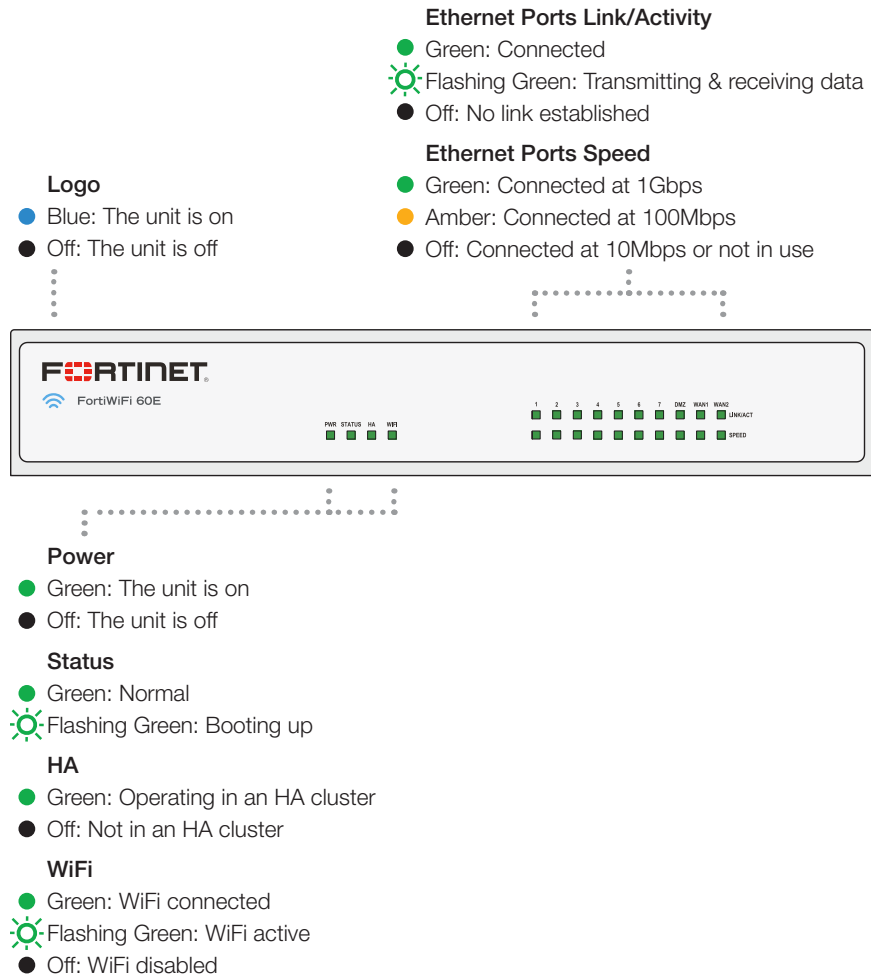 Ethernet Ports Link/Activity
Green: Connected
Flashing Green: Transmitting & receiving data
Off: No link established
Ethernet Ports Speed
Green: Connected at 1Gbps
Amber: Connected at 100Mbps
Off: Connected at 10Mbps or not in use
Logo
Blue: The unit is on
Off: The unit is off
FORTINET®
FortiWiFi 60E
PWR STATUS HA WIFI
1 2 3 4 5 6 7 DMZ WAN1 WAN2
LINK/ACT
SPEED
Power
Green: The unit is on
Off: The unit is off
Status
Green: Normal
Flashing Green: Booting up
HA
Green: Operating in an HA cluster
Off: Not in an HA cluster
WiFi
Green: WiFi connected
Flashing Green: WiFi active
Off: WiFi disabled